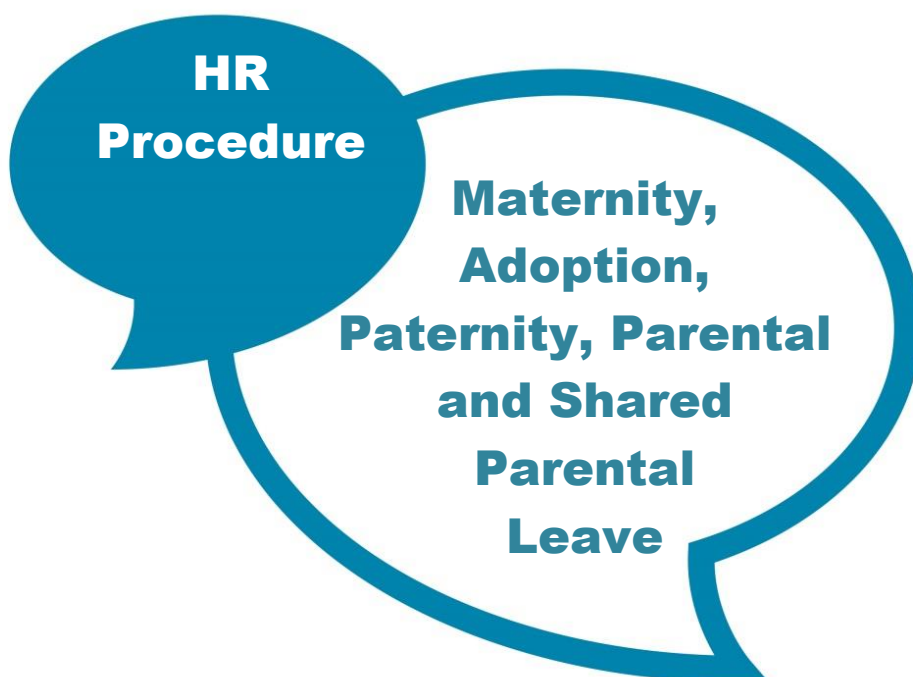 HR
Procedure
Maternity,
Adoption,
Paternity, Parental
and Shared
Parental
Leave